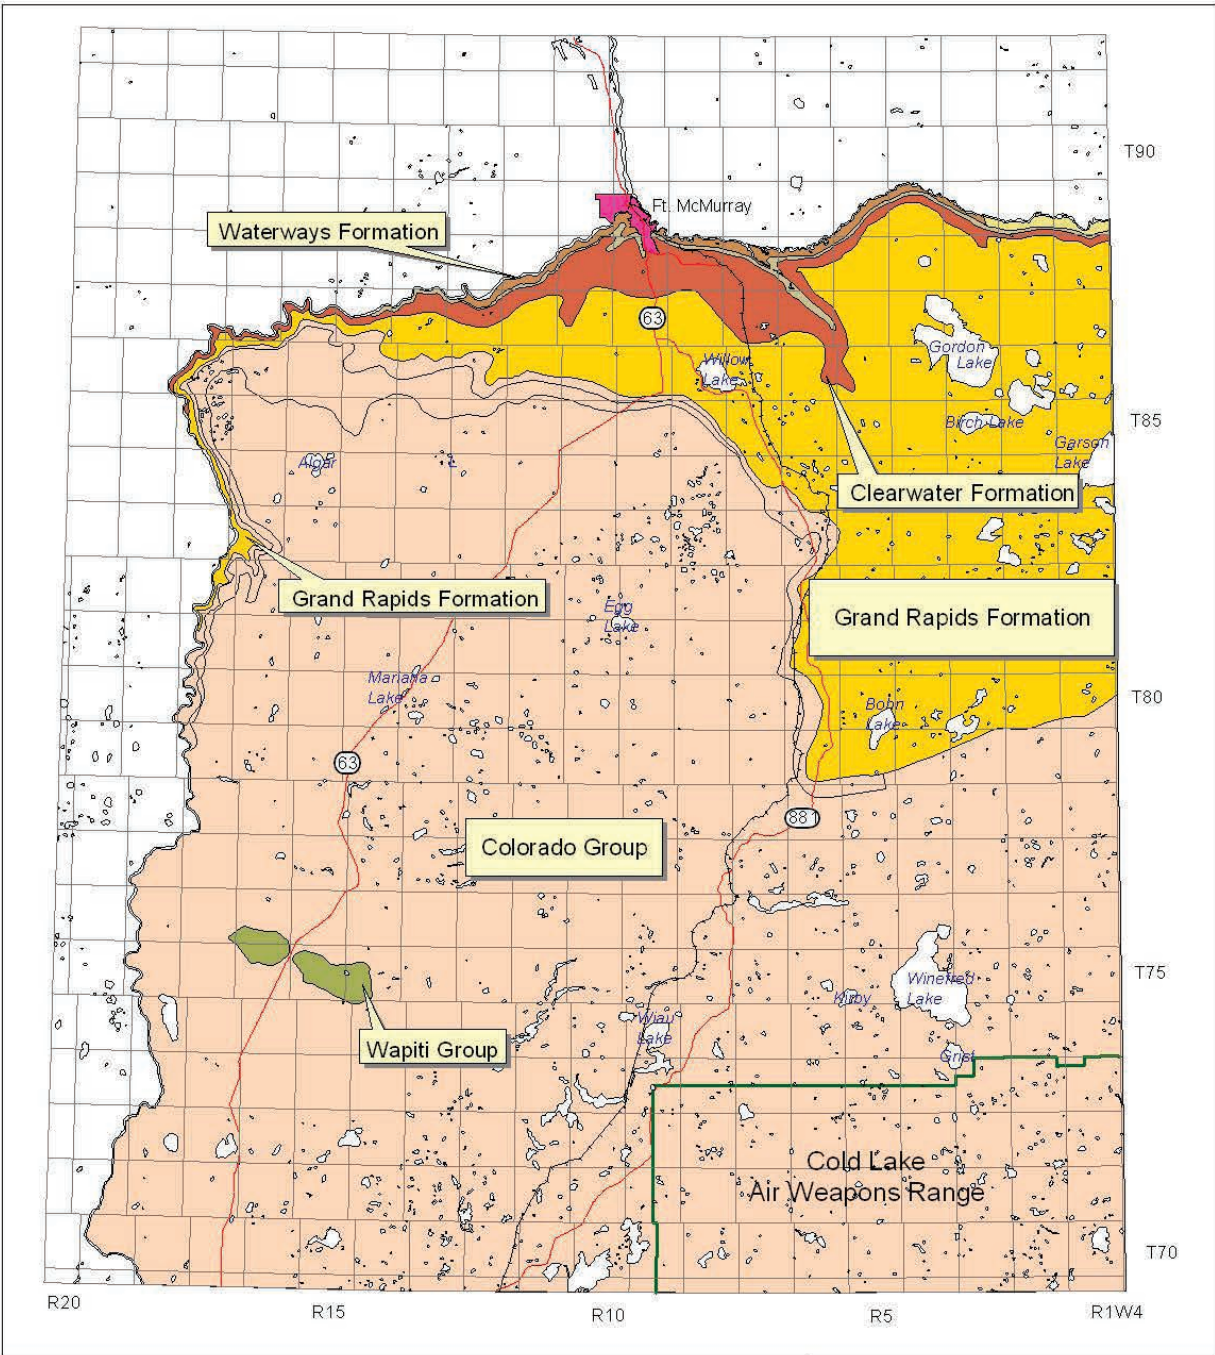 T90
Ft. McMurray
Waterways Formation
63
Gordon
Lake
Willow
Lake
Birch Lake
T85
Garson
Lake
Algar
Clearwater Formation
Grand Rapids Formation
Grand Rapids Formation
Egg
Lake
Mariana
Lake
T80
Bohn
Lake
63
881
Colorado Group
T75
Winefred
Lake
Kirby
Wiau
Lake
Wapiti Group
Grist
Cold Lake
Air Weapons Range
T70
R20
R15
R10
R5
R1W4